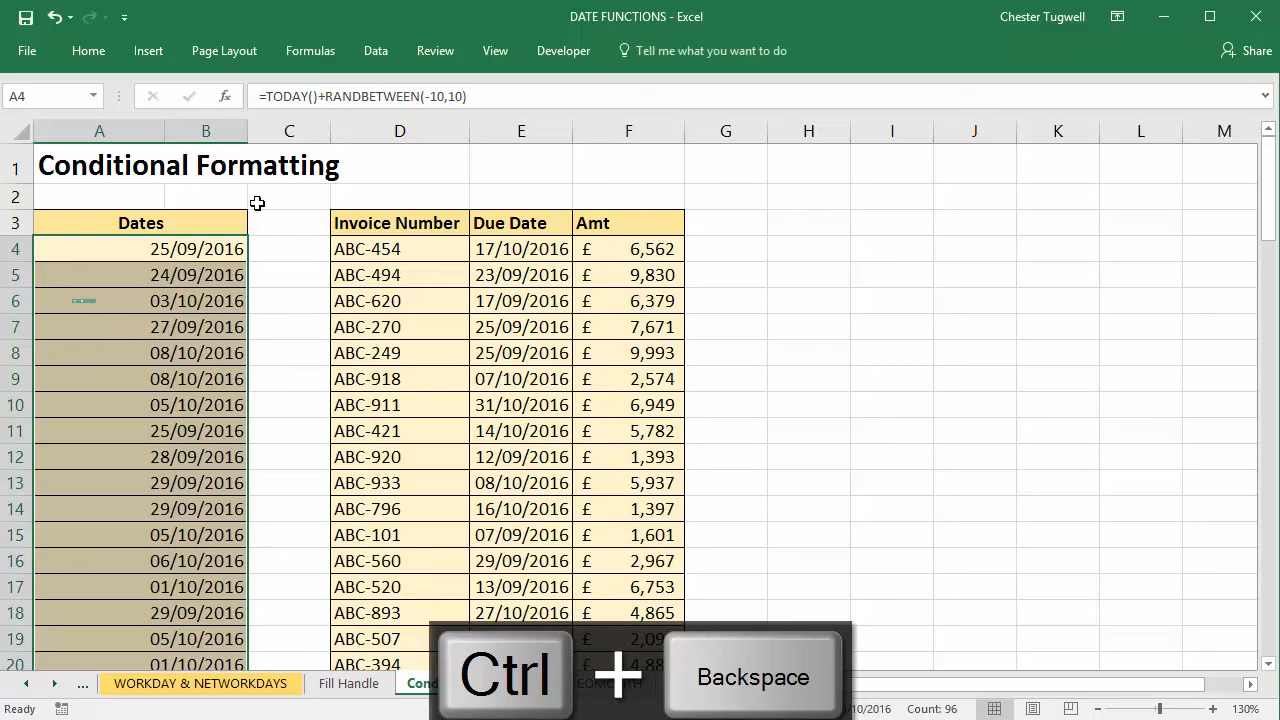 DATE FUNCTIONS - Excel
Chester Tugwell
File Home Insert Page Layout Formulas Data Review View Developer Tell me what you want to do Share
A4 fx =TODAY()+RANDBETWEEN(-10,10)
A B C D E F G H I J K L M
1 Conditional Formatting
2
3 Dates Invoice Number Due Date Amt
4 25/09/2016 ABC-454 17/10/2016 £ 6,562
5 24/09/2016 ABC-494 23/09/2016 £ 9,830
6 03/10/2016 ABC-620 17/09/2016 £ 6,379
7 27/09/2016 ABC-270 25/09/2016 £ 7,671
8 08/10/2016 ABC-249 25/09/2016 £ 9,993
9 08/10/2016 ABC-918 07/10/2016 £ 2,574
10 05/10/2016 ABC-911 31/10/2016 £ 6,949
11 25/09/2016 ABC-421 14/10/2016 £ 5,782
12 28/09/2016 ABC-920 12/09/2016 £ 1,393
13 29/09/2016 ABC-933 08/10/2016 £ 5,937
14 29/09/2016 ABC-796 16/10/2016 £ 1,397
15 05/10/2016 ABC-101 07/09/2016 £ 1,601
16 06/10/2016 ABC-560 29/09/2016 £ 2,967
17 01/10/2016 ABC-520 13/09/2016 £ 6,753
18 29/09/2016 ABC-893 27/10/2016 £ 4,865
19 05/10/2016 ABC-507
20 01/10/2016 ABC-394
Ctrl + Backspace
... WORKDAY & NETWORKDAYS Fill Handle
Ready Count: 96 130%